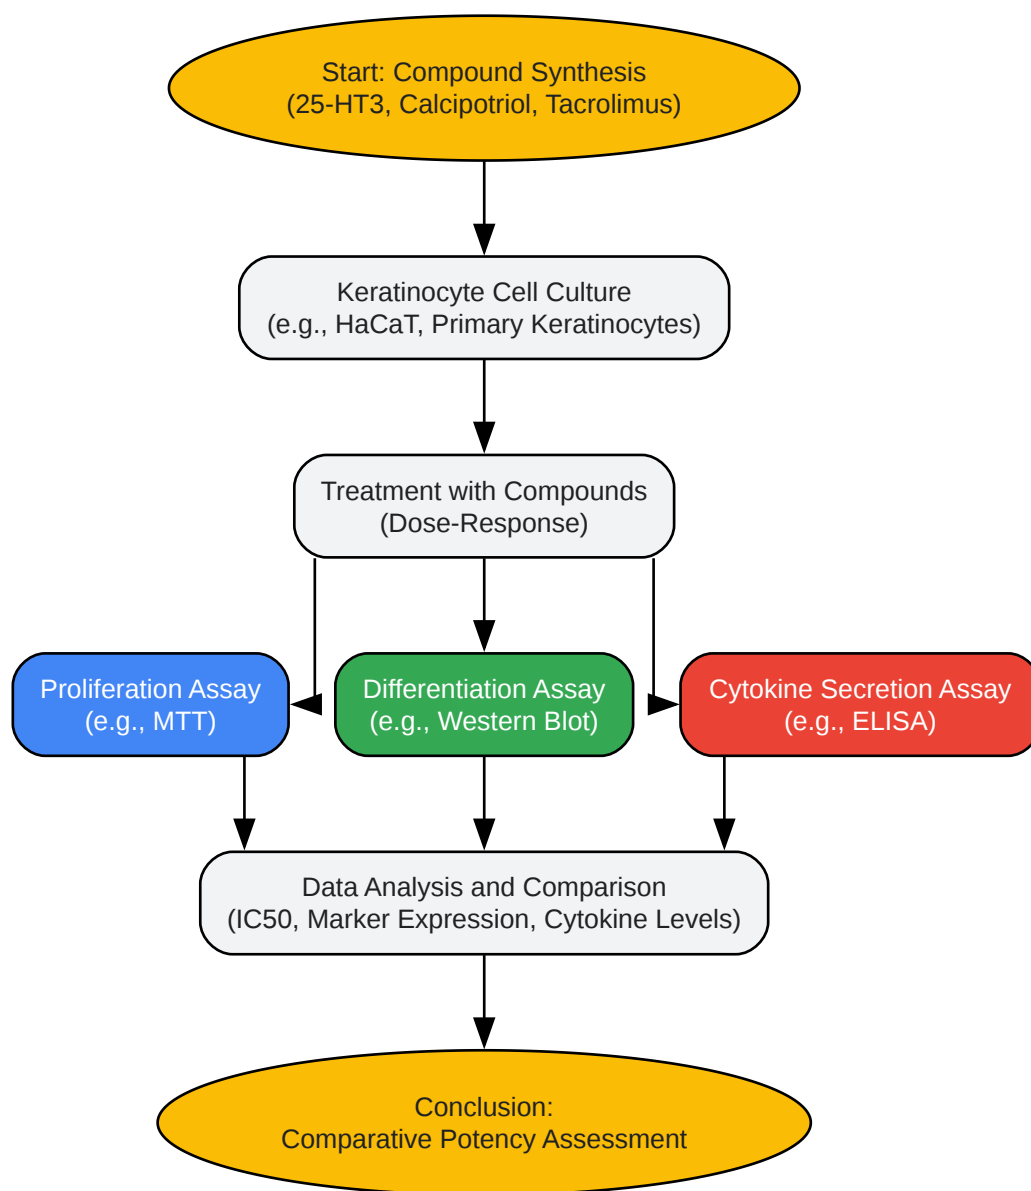 Start: Compound Synthesis
(25-HT3, Calcipotriol, Tacrolimus)
Keratinocyte Cell Culture
(e.g., HaCaT, Primary Keratinocytes)
Treatment with Compounds
(Dose-Response)
Proliferation Assay
(e.g., MTT)
Differentiation Assay
(e.g., Western Blot)
Cytokine Secretion Assay
(e.g., ELISA)
Data Analysis and Comparison
(IC50, Marker Expression, Cytokine Levels)
Conclusion:
Comparative Potency Assessment